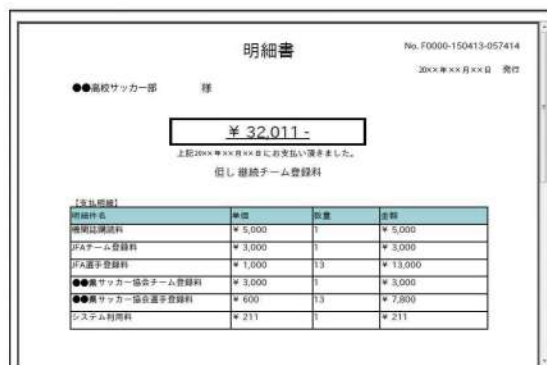 明細書
No. F0000-150413-057414
20××年××月××日 発行
●●高校サッカー部 様
¥ 32,011 -
上記20××年××月××日にお支払い頂きました。
但し 継続チーム登録料
【支払明細】
明細件名 単価 数量 金額
機関誌購読料 ¥ 5,000 1 ¥ 5,000
JFAチーム登録料 ¥ 3,000 1 ¥ 3,000
JFA選手登録料 ¥ 1,000 13 ¥ 13,000
●●県サッカー協会チーム登録料 ¥ 3,000 1 ¥ 3,000
●●県サッカー協会選手登録料 ¥ 600 13 ¥ 7,800
システム利用料 ¥ 211 1 ¥ 211